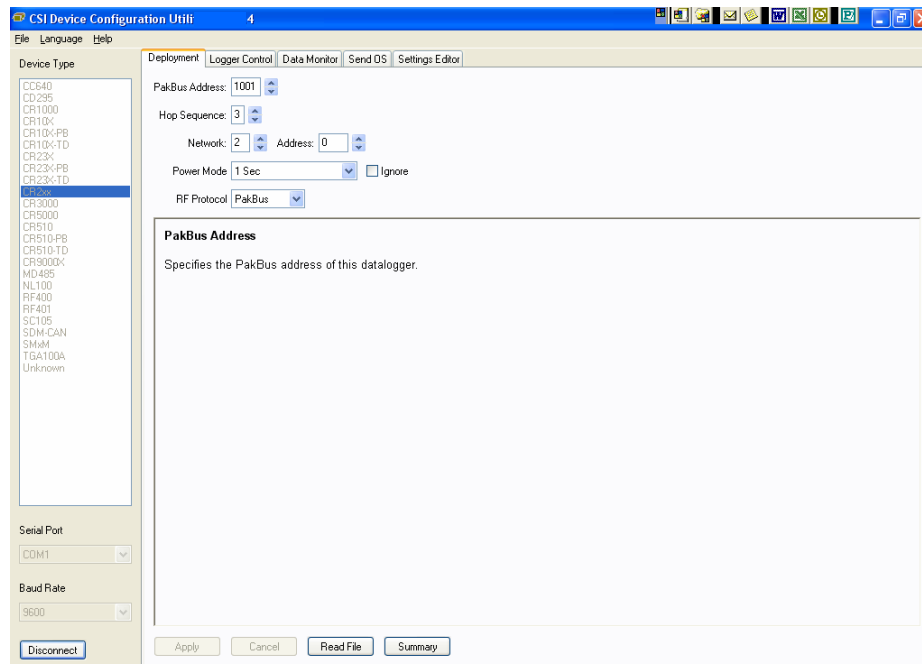 CSI Device Configuration Utili 4
File Language Help
Device Type
CC640
CD295
CR1000
CR10X
CR10X-PB
CR10X-TD
CR23X
CR23X-PB
CR23X-TD
CR2xx
CR3000
CR5000
CR510
CR510-PB
CR510-TD
CR9000X
MD485
NL100
RF400
RF401
SC105
SDM-CAN
SMxM
TGA100A
Unknown
Serial Port
COM1
Baud Rate
9600
Disconnect
Deployment Logger Control Data Monitor Send OS Settings Editor
PakBus Address: 1001
Hop Sequence: 3
Network: 2 Address: 0
Power Mode 1 Sec Ignore
RF Protocol PakBus
PakBus Address
Specifies the PakBus address of this datalogger.
Apply Cancel Read File Summary